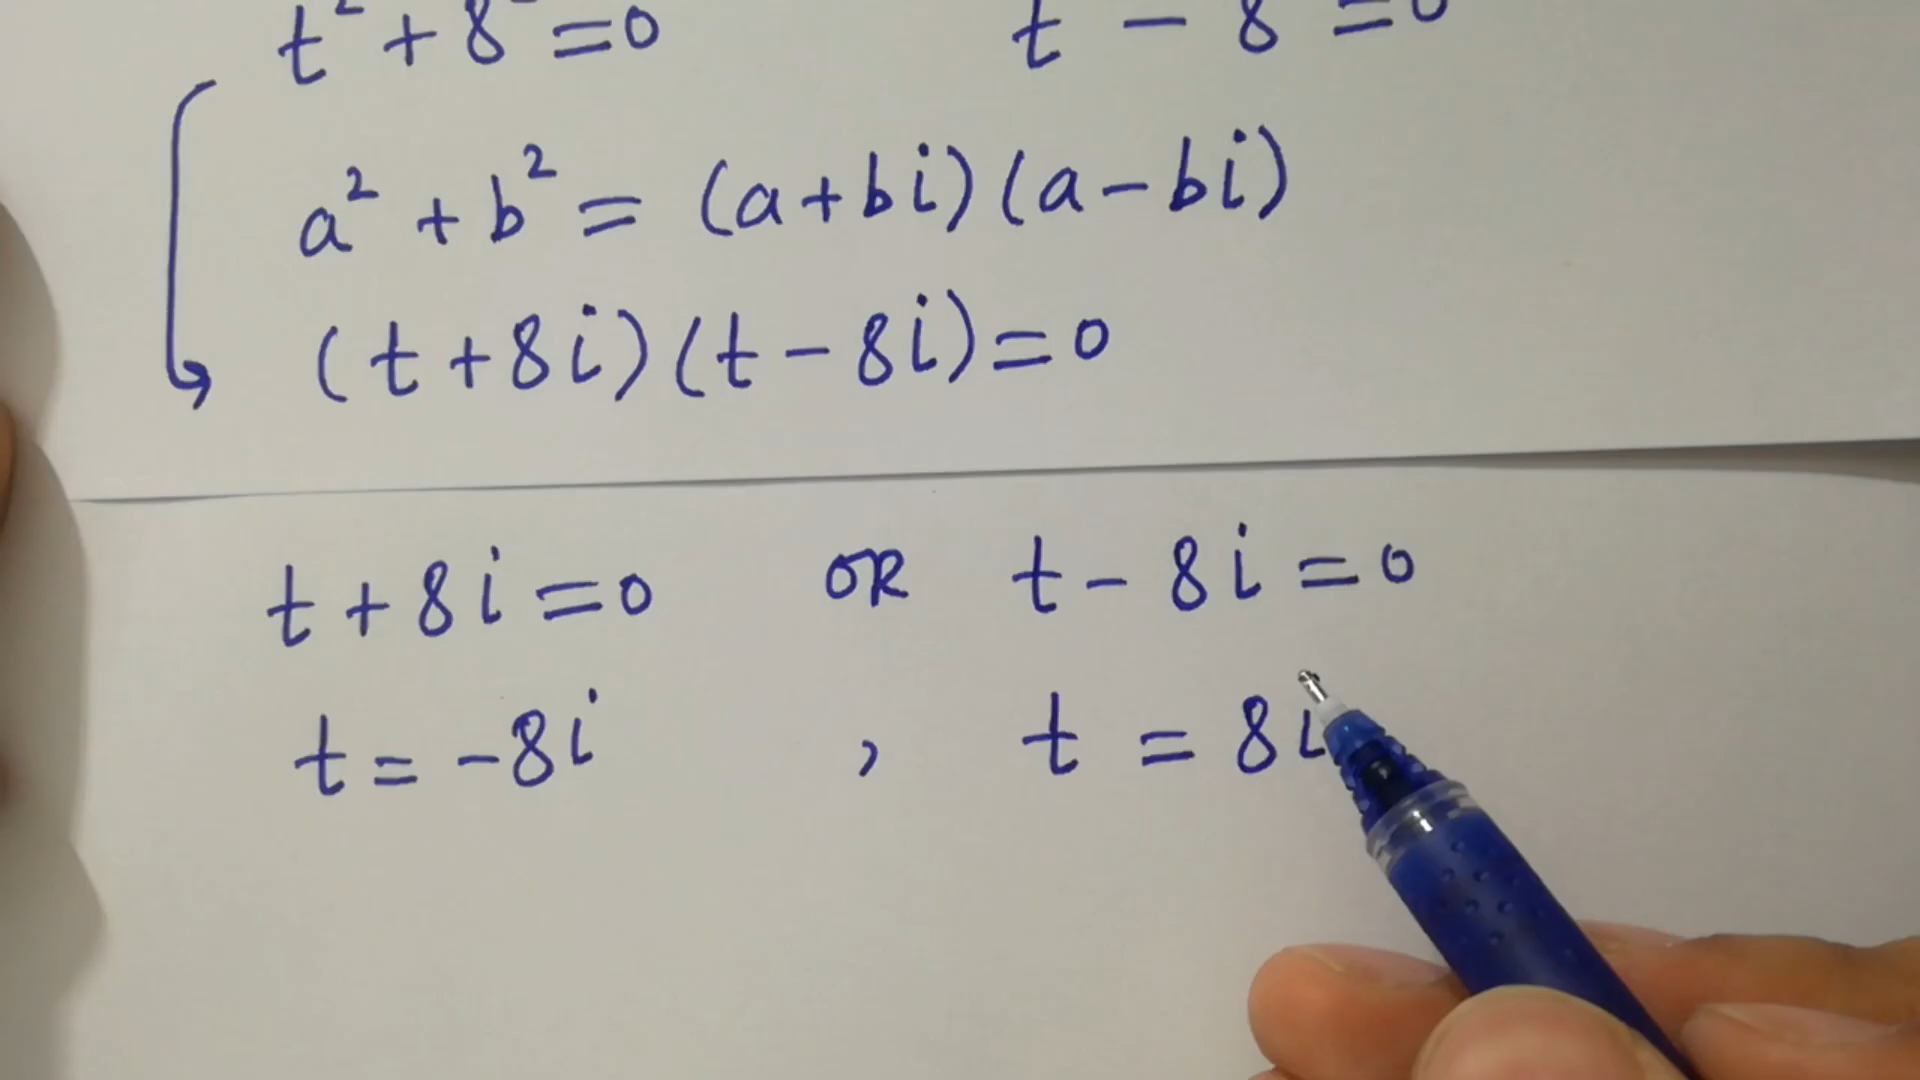 t² + 8² = 0 t - 8 = 0
a² + b² = (a + bi)(a - bi)
(t + 8i)(t - 8i) = 0
t + 8i = 0 OR t - 8i = 0
t = -8i , t = 8i